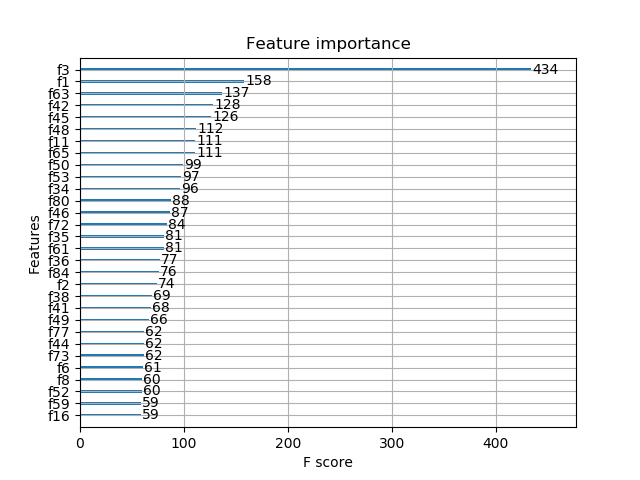 Feature importance
f3 434
f1 158
f63 137
f42 128
f45 126
f48 112
f11 111
f65 111
f50 99
f53 97
f34 96
f80 88
f46 87
f72 84
f35 81
f61 81
f36 77
f84 76
f2 74
f38 69
f41 68
f49 66
f77 62
f44 62
f73 62
f6 61
f8 60
f52 60
f59 59
f16 59
Features
0 100 200 300 400
F score